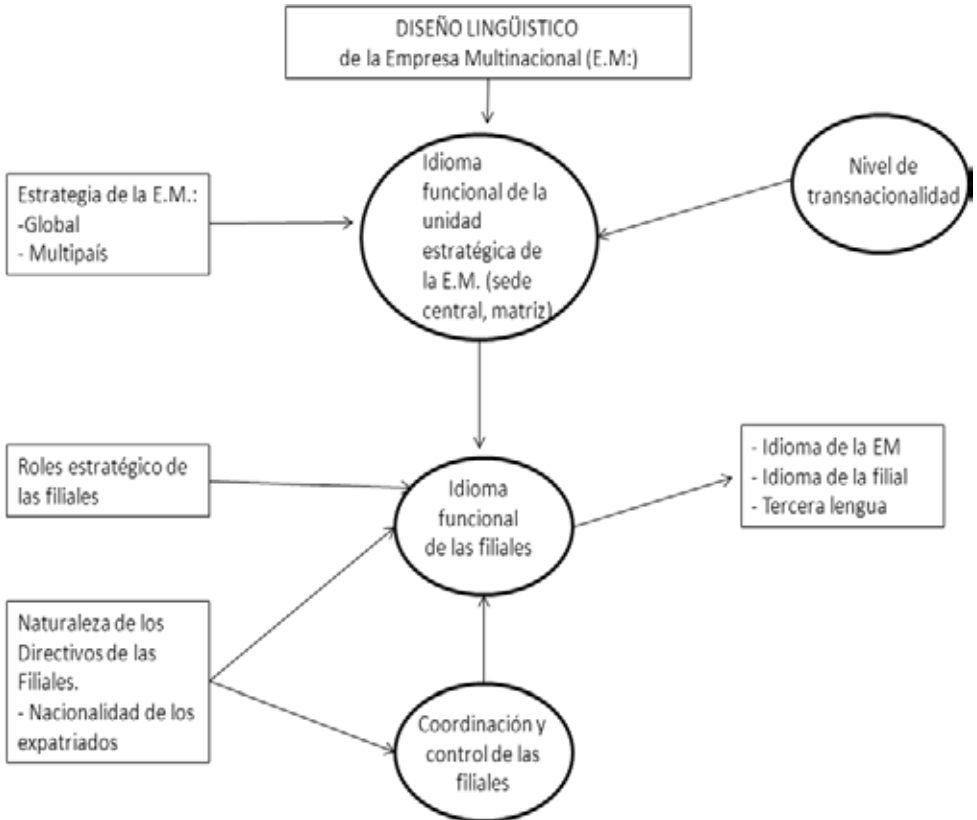 DISEÑO LINGÜISTICO
de la Empresa Multinacional (E.M:)
Idioma
funcional de la
unidad
estratégica de
la E.M. (sede
central, matriz)
Nivel de
transnacionalidad
Estrategia de la E.M.:
-Global
- Multipaís
Roles estratégico de
las filiales
Idioma
funcional
de las filiales
- Idioma de la EM
- Idioma de la filial
- Tercera lengua
Naturaleza de los
Directivos de las
Filiales.
- Nacionalidad de los
expatriados
Coordinación y
control de las
filiales